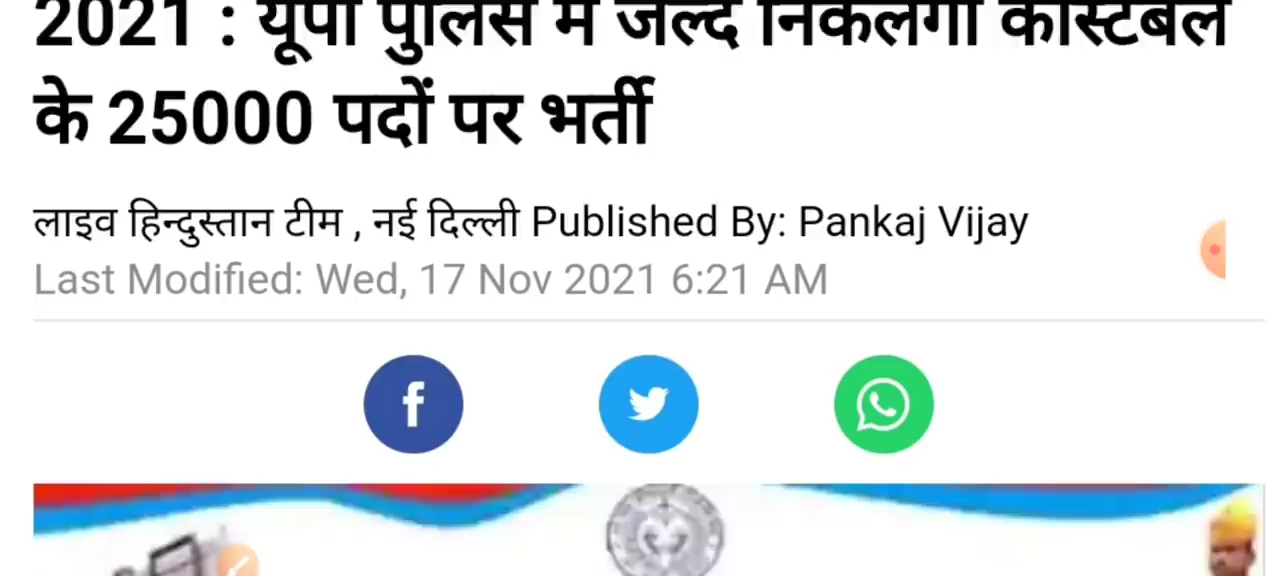 2021 : यूपी पुलिस में जल्द निकलेगी कांस्टेबल
के 25000 पदों पर भर्ती
लाइव हिन्दुस्तान टीम , नई दिल्ली Published By: Pankaj Vijay
Last Modified: Wed, 17 Nov 2021 6:21 AM